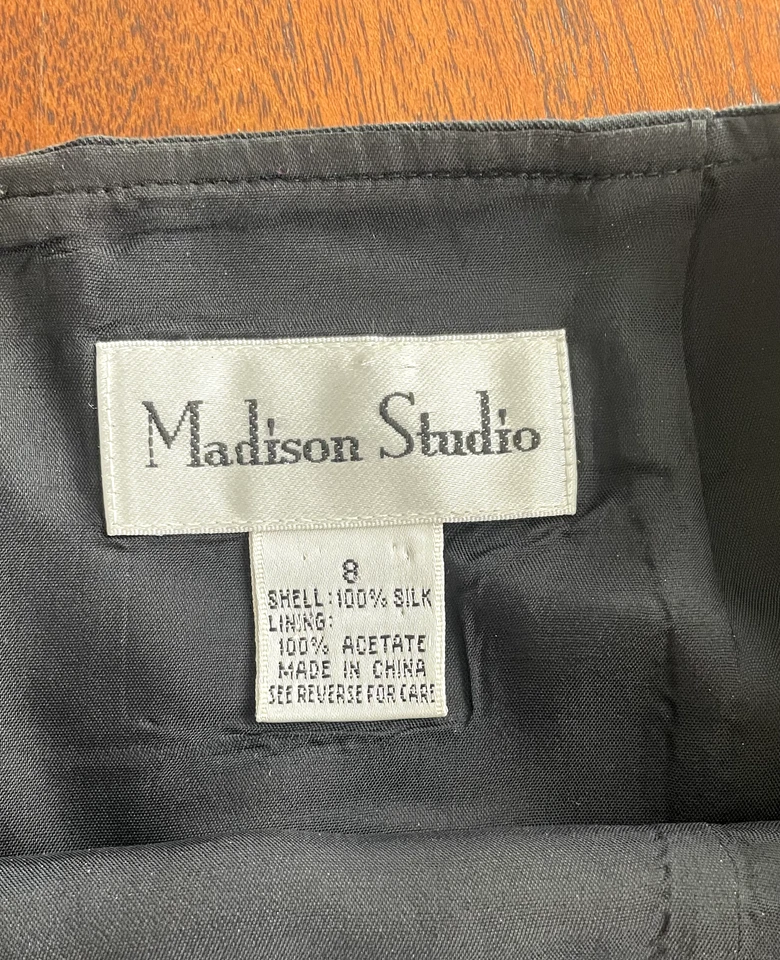 Madison Studio
8
SHELL: 100% SILK
LINING:
100% ACETATE
MADE IN CHINA
SEE REVERSE FOR CARE